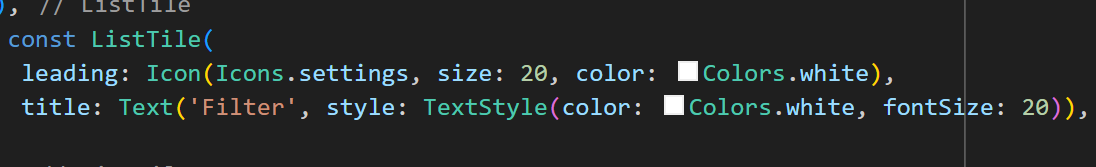 ), // ListTile
const ListTile(
leading: Icon(Icons.settings, size: 20, color: Colors.white),
title: Text('Filter', style: TextStyle(color: Colors.white, fontSize: 20)),